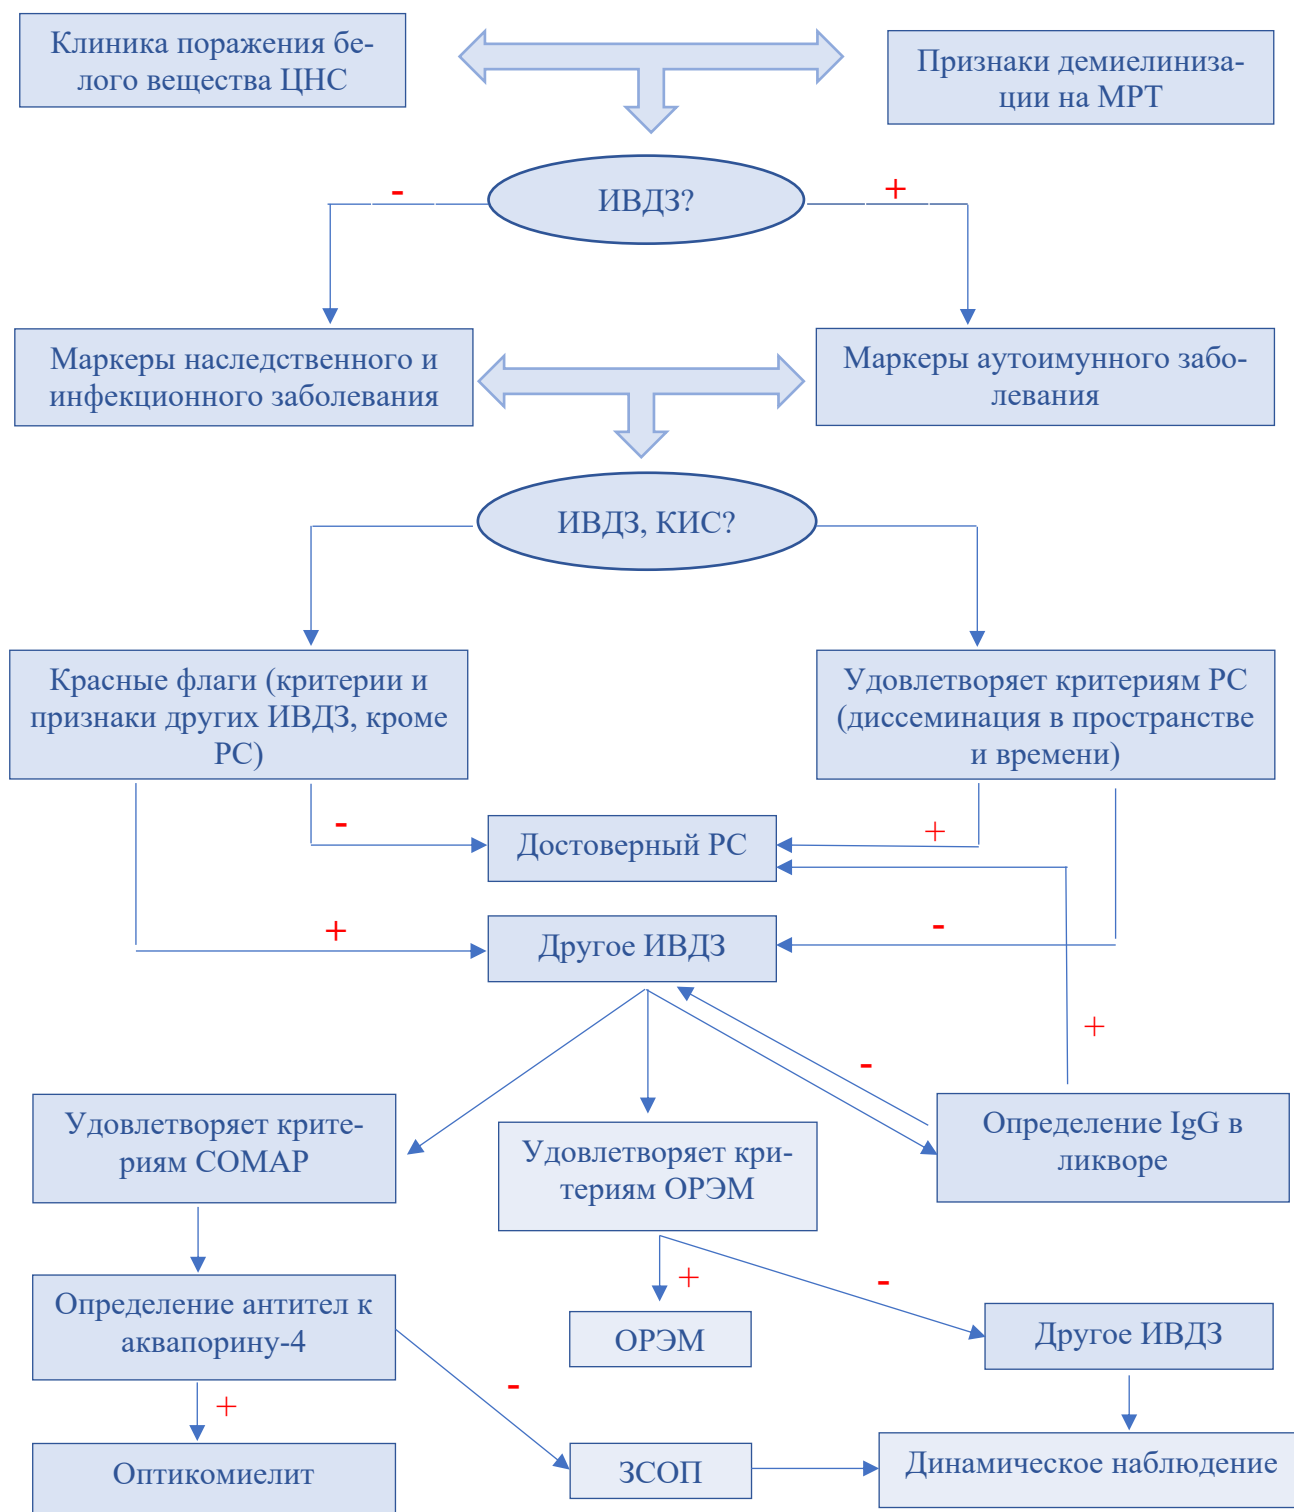 Клиника поражения бе-
лого вещества ЦНС
Признаки демиелиниза-
ции на МРТ
ИВДЗ?
-
+
Маркеры наследственного и
инфекционного заболевания
Маркеры аутоимунного забо-
левания
ИВДЗ, КИС?
Красные флаги (критерии и
признаки других ИВДЗ, кроме
РС)
Удовлетворяет критериям РС
(диссеминация в пространстве
и времени)
-
Достоверный РС
+
+
Другое ИВДЗ
-
+
-
Удовлетворяет крите-
риям СОМАР
Удовлетворяет кри-
териям ОРЭМ
Определение IgG в
ликворе
+
-
Определение антител к
аквапорину-4
ОРЭМ
Другое ИВДЗ
+
-
Оптикомиелит
ЗСОП
Динамическое наблюдение